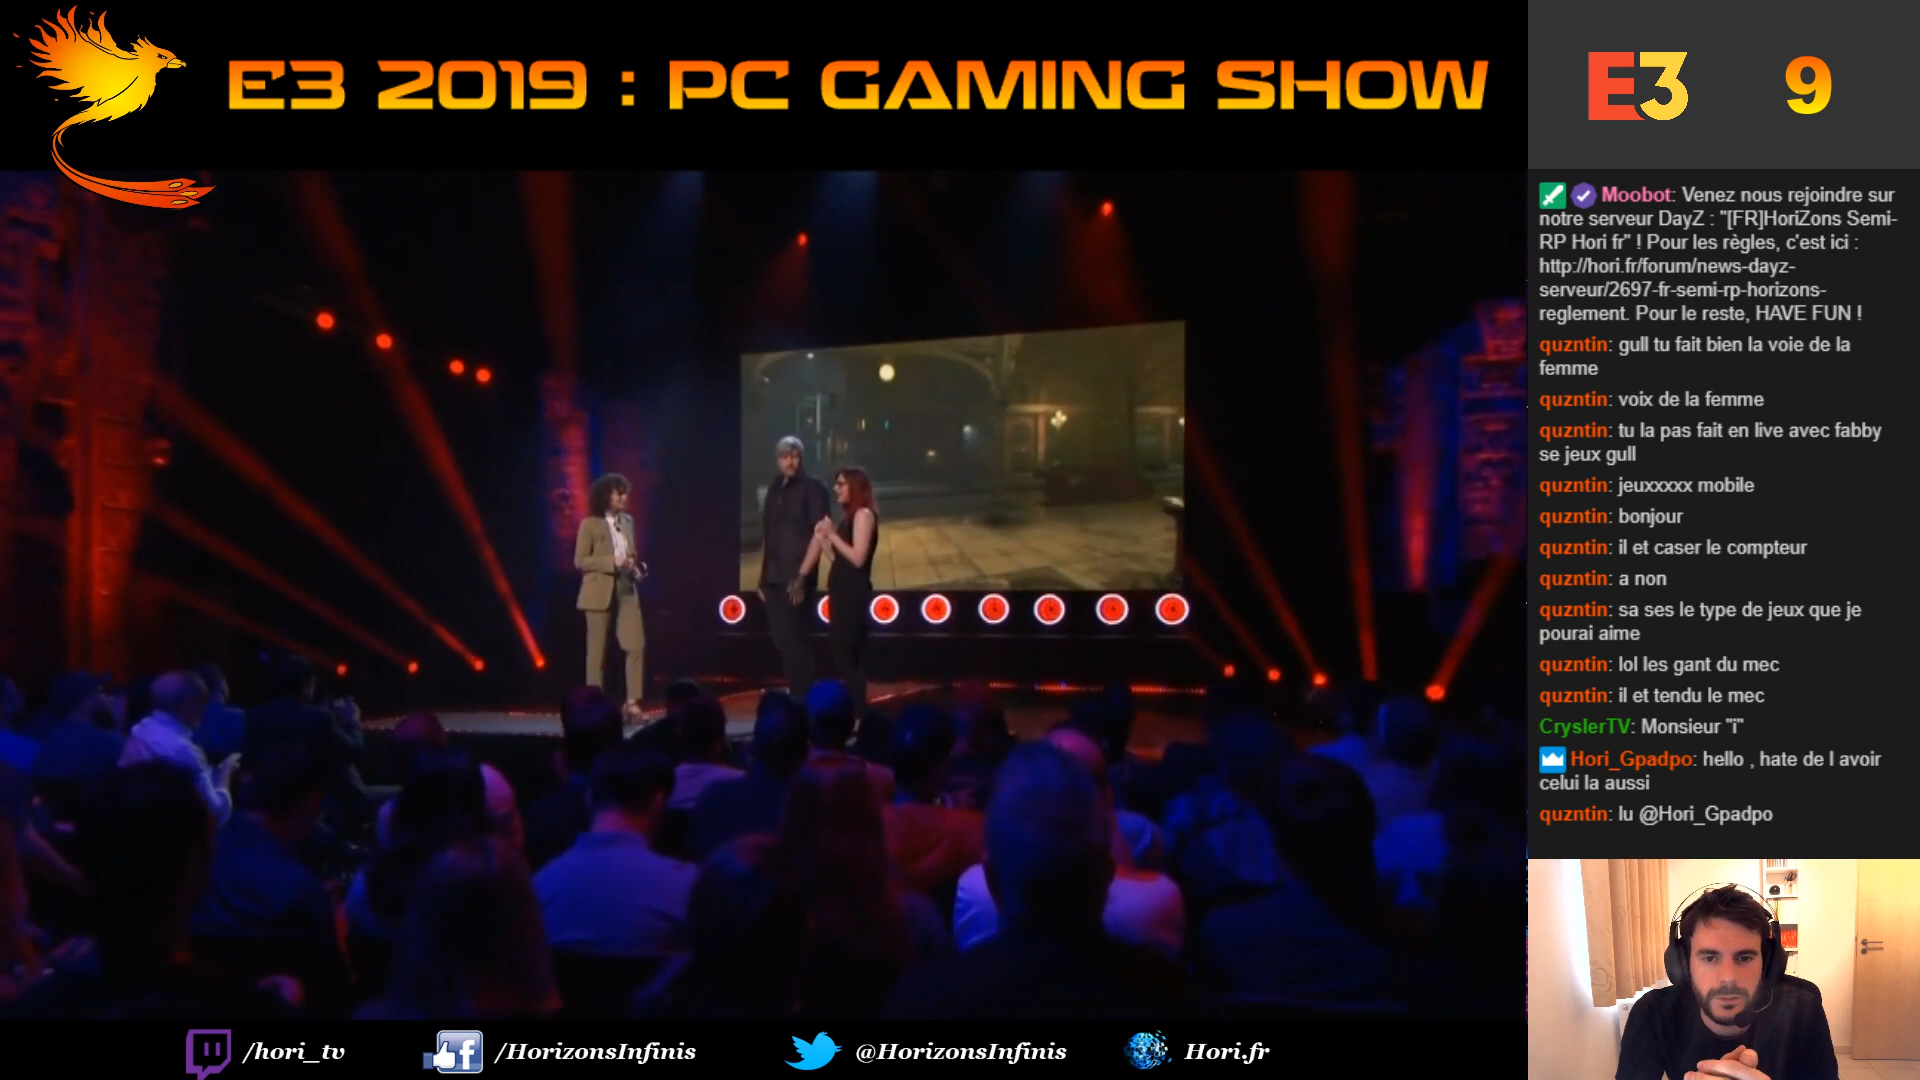 E3 2019 : PC GAMING SHOW
E3
9
Moobot: Venez nous rejoindre sur
notre serveur DayZ : "[FR]HoriZons Semi-
RP Hori fr" ! Pour les règles, c'est ici :
http://hori.fr/forum/news-dayz-
serveur/2697-fr-semi-rp-horizons-
reglement. Pour le reste, HAVE FUN !
quzntin: gull tu fait bien la voie de la
femme
quzntin: voix de la femme
quzntin: tu la pas fait en live avec fabby
se jeux gull
quzntin: jeuxxxxx mobile
quzntin: bonjour
quzntin: il et caser le compteur
quzntin: a non
quzntin: sa ses le type de jeux que je
pourai aime
quzntin: lol les gant du mec
quzntin: il et tendu le mec
CryslerTV: Monsieur "i"
Hori_Gpadpo: hello , hate de l avoir
celui la aussi
quzntin: lu @Hori_Gpadpo
/hori_tv
/HorizonsInfinis
@HorizonsInfinis
Hori.fr